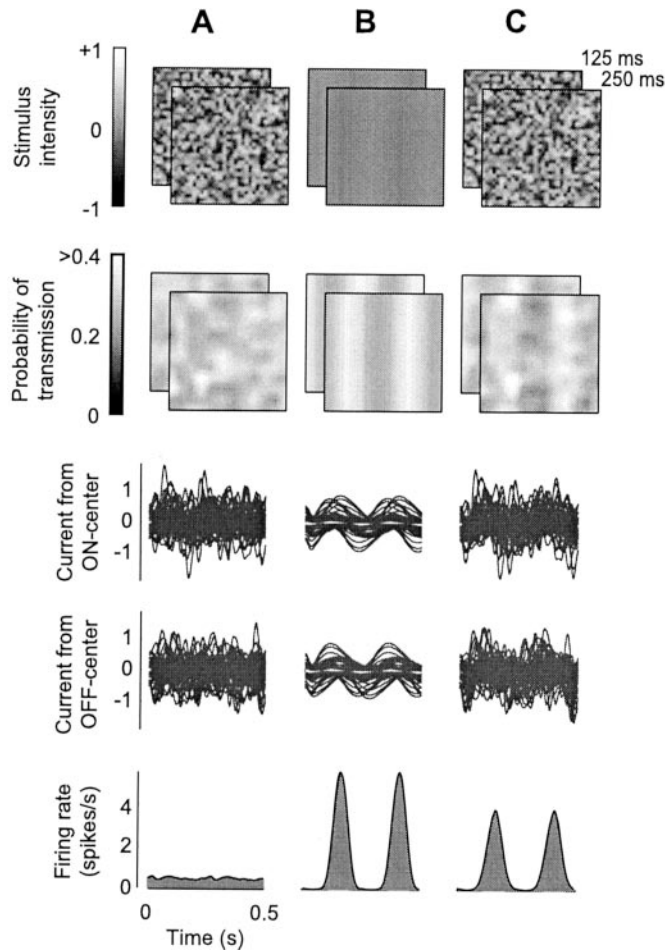 A B C
125 ms
250 ms
Stimulus
intensity
+1
0
-1
Probability of
transmission
>0.4
0.2
0
Current from
ON-center
1
0
-1
Current from
OFF-center
1
0
-1
Firing rate
(spikes/s)
4
2
0
0 0.5
Time (s)